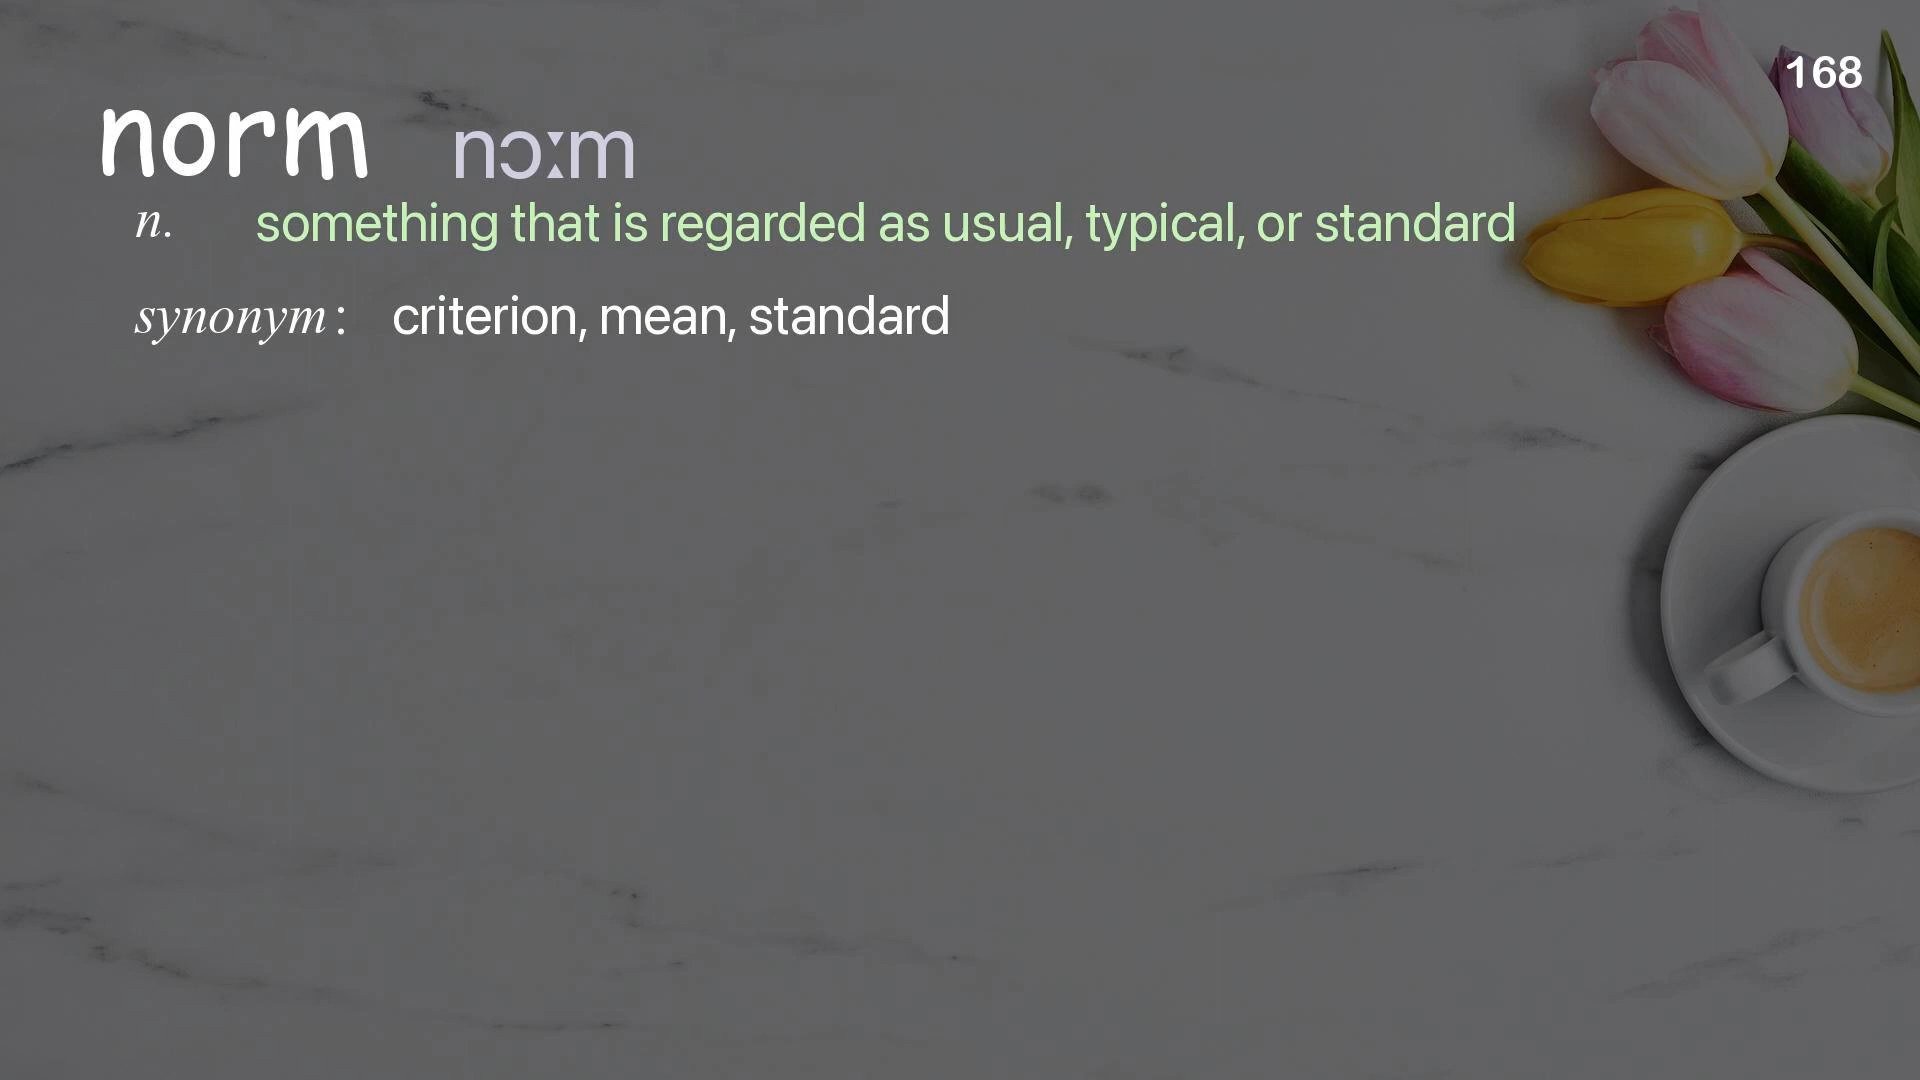 168
norm nɔːm
n. something that is regarded as usual, typical, or standard
synonym : criterion, mean, standard